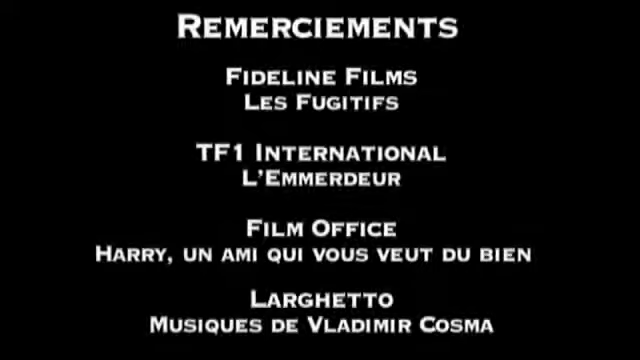 REMERCIEMENTS
FIDELINE FILMS
LES FUGITIFS
TF1 INTERNATIONAL
L'EMMERDEUR
FILM OFFICE
HARRY, UN AMI QUI VOUS VEUT DU BIEN
LARGHETTO
MUSIQUES DE VLADIMIR COSMA